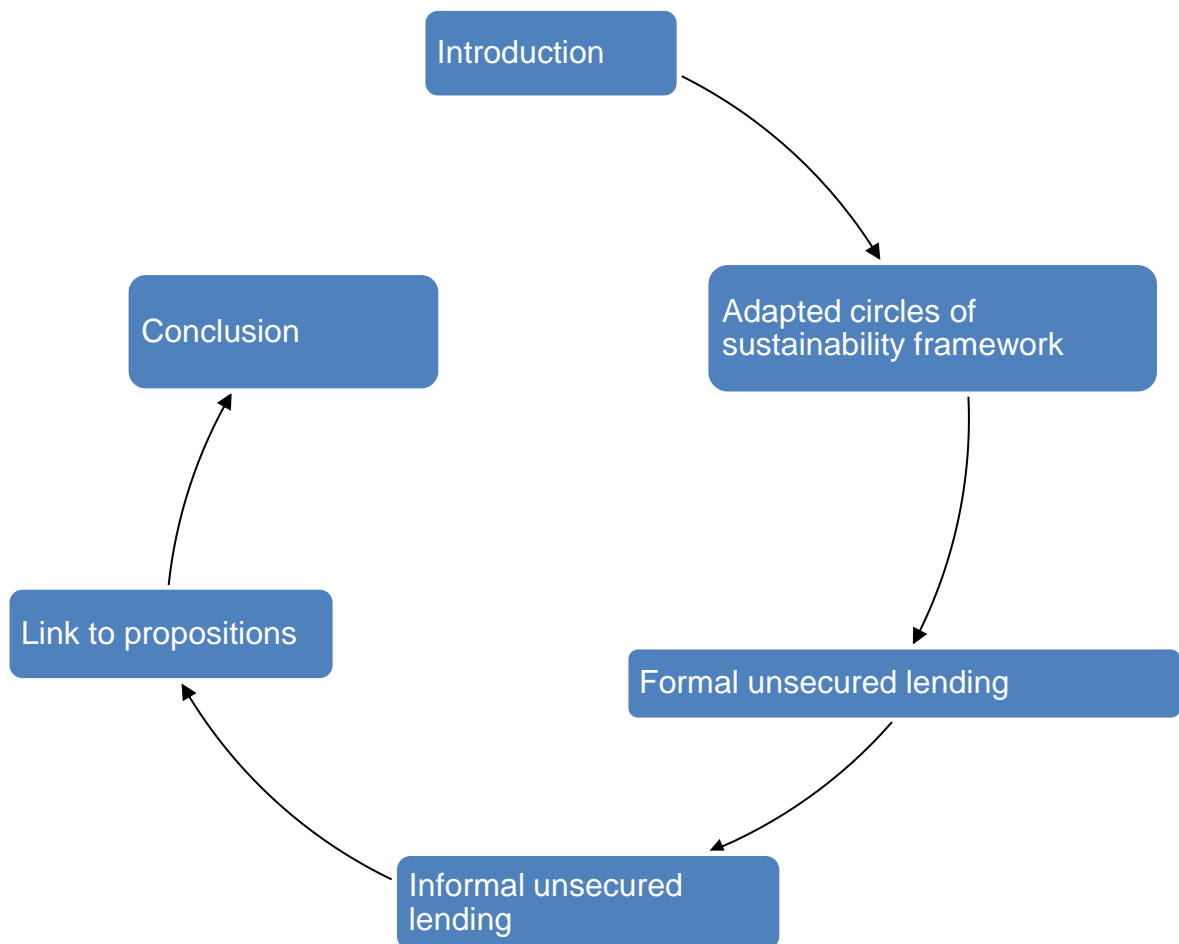 Introduction
Adapted circles of
sustainability framework
Formal unsecured lending
Informal unsecured
lending
Link to propositions
Conclusion